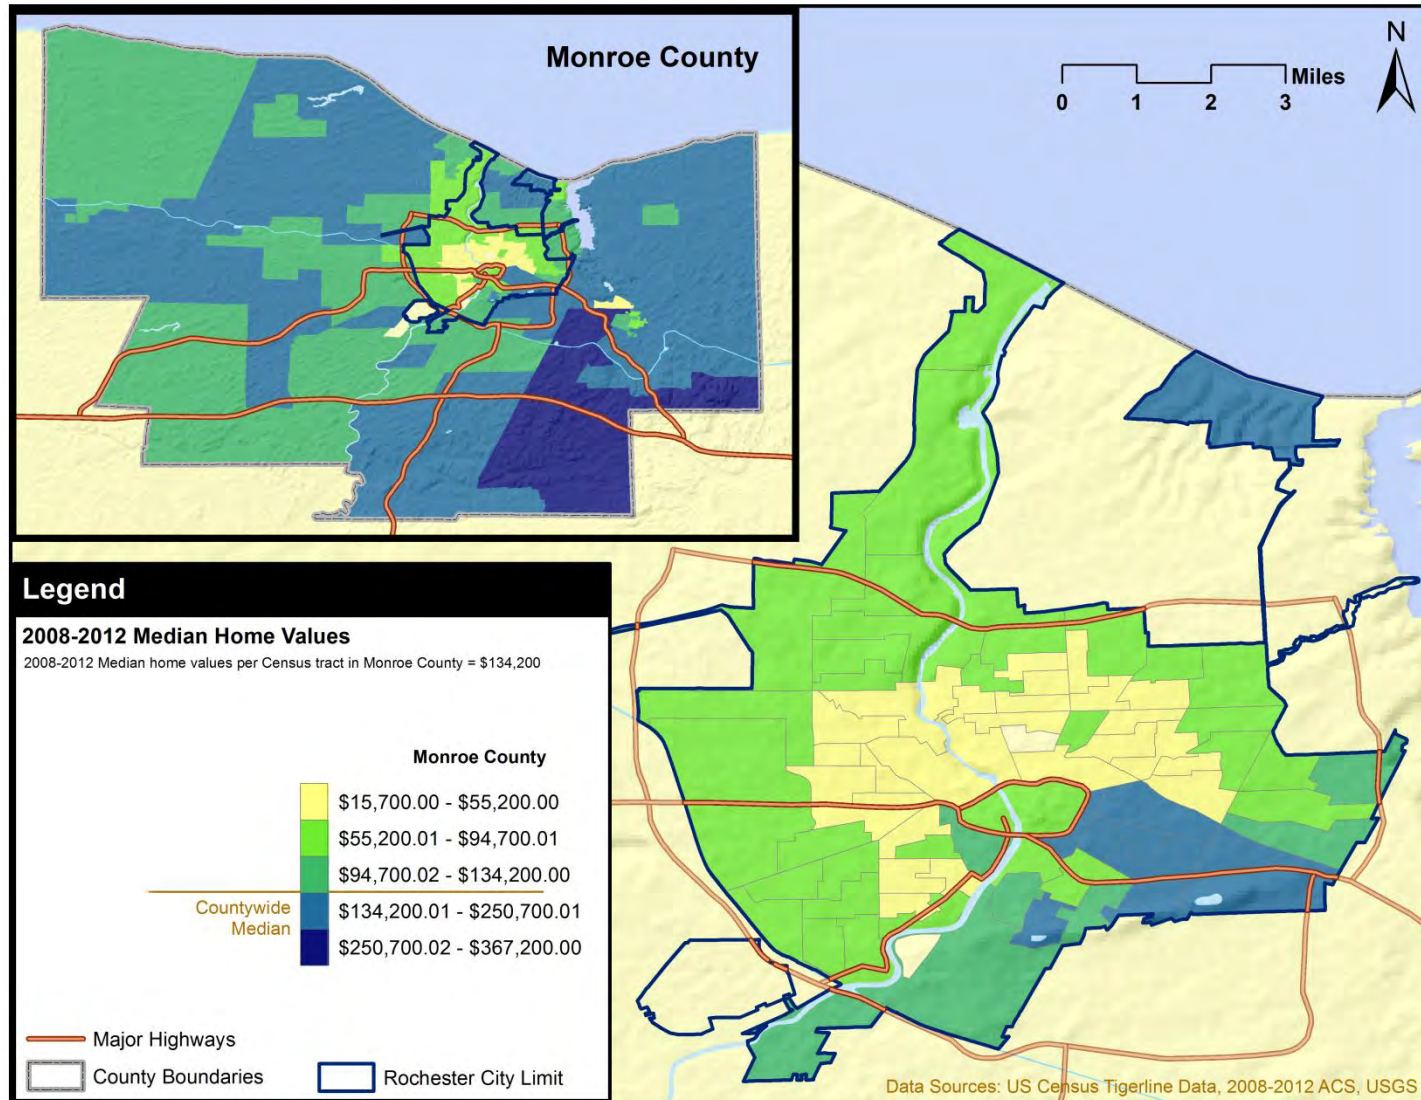 Monroe County
N
Miles
0 1 2 3
Legend
2008-2012 Median Home Values
2008-2012 Median home values per Census tract in Monroe County = $134,200
Monroe County
$15,700.00 - $55,200.00
$55,200.01 - $94,700.01
$94,700.02 - $134,200.00
Countywide
Median
$134,200.01 - $250,700.01
$250,700.02 - $367,200.00
Major Highways
County Boundaries
Rochester City Limit
Data Sources: US Census Tigerline Data, 2008-2012 ACS, USGS